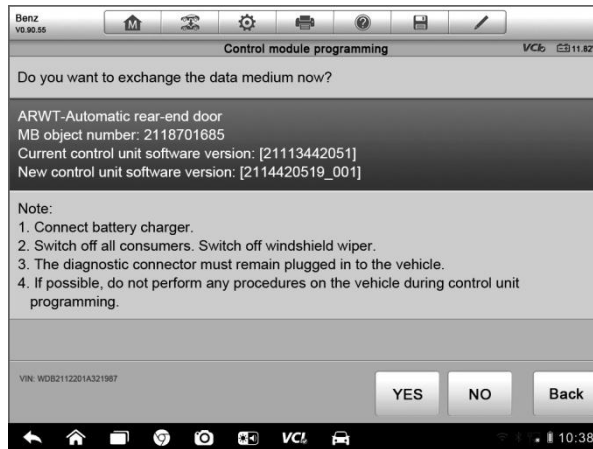 Benz
V0.90.55
M
Control module programming
VCI
11.82
Do you want to exchange the data medium now?
ARWT-Automatic rear-end door
MB object number: 2118701685
Current control unit software version: [21113442051]
New control unit software version: [2114420519_001]
Note:
1. Connect battery charger.
2. Switch off all consumers. Switch off windshield wiper.
3. The diagnostic connector must remain plugged in to the vehicle.
4. If possible, do not perform any procedures on the vehicle during control unit
programming.
VIN: WDB2112201A321987
YES
NO
Back
VCI
10:38